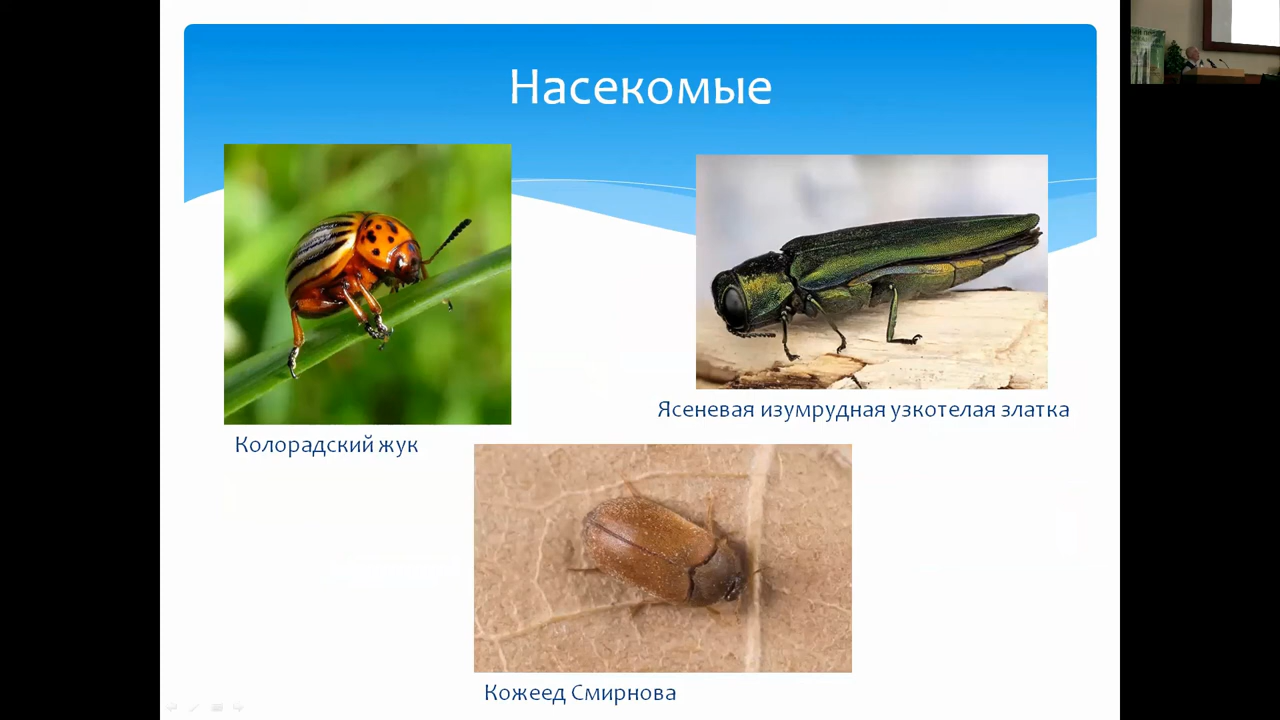 Насекомые
Колорадский жук
Ясеневая изумрудная узкотелая златка
Кожеед Смирнова